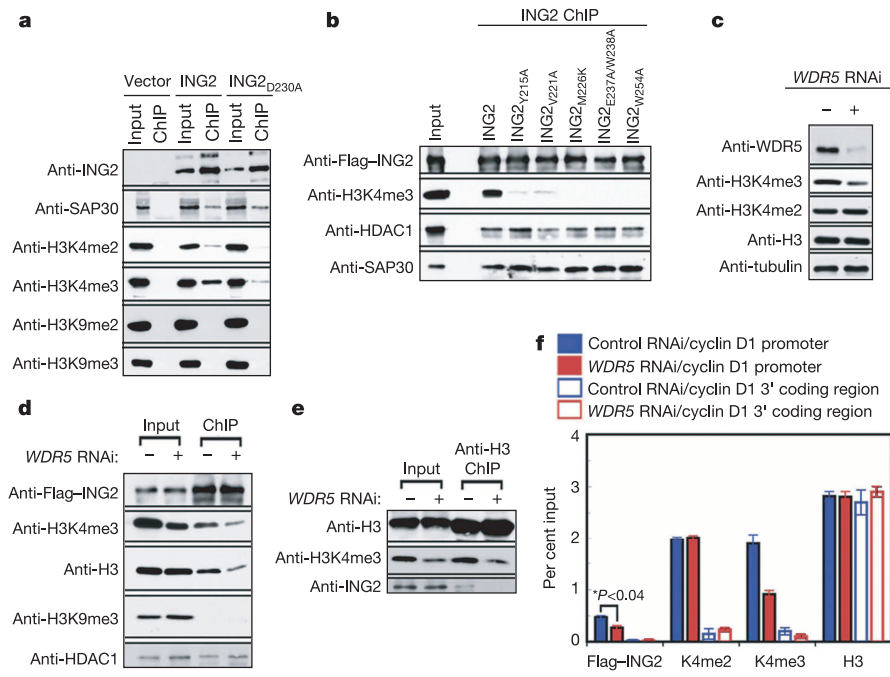 a
Vector ING2 ING2D230A
Input ChIP Input ChIP Input ChIP
Anti-ING2
Anti-SAP30
Anti-H3K4me2
Anti-H3K4me3
Anti-H3K9me2
Anti-H3K9me3
b
ING2 ChIP
Input ING2 ING2Y215A ING2V221A ING2M226K ING2E237A/W238A ING2W254A
Anti-Flag–ING2
Anti-H3K4me3
Anti-HDAC1
Anti-SAP30
c
WDR5 RNAi
– +
Anti-WDR5
Anti-H3K4me3
Anti-H3K4me2
Anti-H3
Anti-tubulin
d
Input ChIP
WDR5 RNAi: – + – +
Anti-Flag–ING2
Anti-H3K4me3
Anti-H3
Anti-H3K9me3
Anti-HDAC1
e
Anti-H3
Input ChIP
WDR5 RNAi: – + – +
Anti-H3
Anti-H3K4me3
Anti-ING2
f
Control RNAi/cyclin D1 promoter
WDR5 RNAi/cyclin D1 promoter
Control RNAi/cyclin D1 3' coding region
WDR5 RNAi/cyclin D1 3' coding region
Per cent input
4
3
2
1
0
*P<0.04
Flag–ING2 K4me2 K4me3 H3